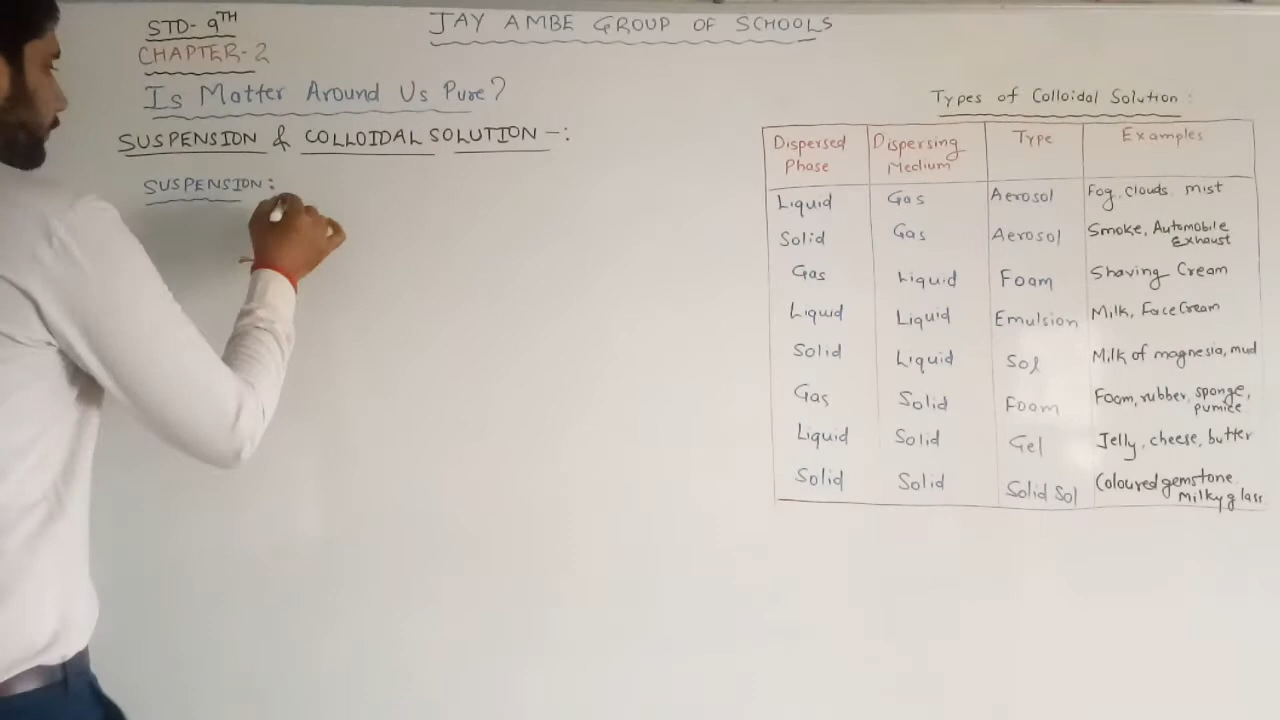 STD-9TH
JAY AMBE GROUP OF SCHOOLS
CHAPTER-2
Is Matter Around Us Pure?
SUSPENSION & COLLOIDAL SOLUTION -:
SUSPENSION:
Types of Colloidal Solution:
Dispersed Phase Dispersing Medium Type Examples
Liquid Gas Aerosol Fog, clouds, mist
Solid Gas Aerosol Smoke, Automobile Exhaust
Gas Liquid Foam Shaving Cream
Liquid Liquid Emulsion Milk, Face Cream
Solid Liquid Sol Milk of magnesia, mud
Gas Solid Foam Foam, rubber, sponge, pumice
Liquid Solid Gel Jelly, cheese, butter
Solid Solid Solid Sol Coloured gemstone Milky glass